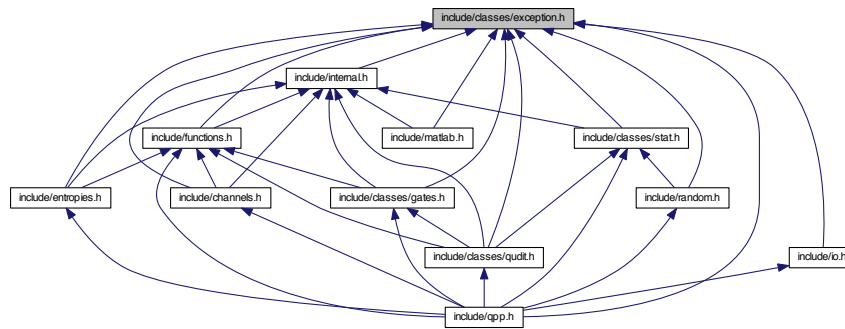 include/classes/exception.h
include/internal.h
include/functions.h
include/matlab.h
include/classes/stat.h
include/entropies.h
include/channels.h
include/classes/gates.h
include/random.h
include/classes/qudit.h
include/io.h
include/qpp.h